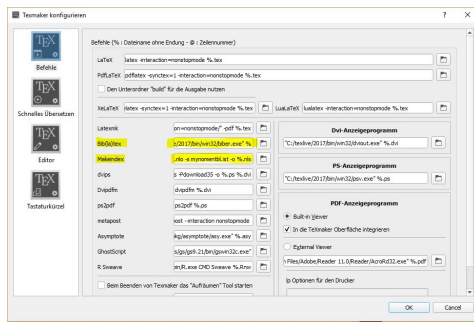 Texmaker konfigurieren
? ×
Befehle
Schnelles Übersetzen
Editor
Tastaturkürzel
Befehle (% : Dateiname ohne Endung - @ : Zeilennummer)
LaTeX latex -interaction=nonstopmode %.tex
PdfLaTeX pdflatex -synctex=1 -interaction=nonstopmode %.tex
Den Unterordner "build" für die Ausgabe nutzen
XeLaTeX elatex -synctex=1 -interaction=nonstopmode %.tex LuaLaTeX lualatex -interaction=nonstopmode %.tex
Latexmk on=nonstopmode" -pdf %.tex
Bib(la)tex e/2017/bin/win32/biber.exe" %
Makeindex .nlo -s mynomentbl.ist -o %.nls
dvips s -Pdownload35 -o %.ps %.dvi
Dvipdfm dvipdfm %.dvi
ps2pdf ps2pdf %.ps
metapost post --interaction nonstopmode
Asymptote kg/asymptote/asy.exe" %.asy
GhostScript s/gs/gs9.21/bin/gswin32c.exe"
R Sweave in/R.exe CMD Sweave %.Rnw
Beim Beenden von Texmaker das "Aufräumen" Tool starten
Dvi-Anzeigeprogramm
"C:/texlive/2017/bin/win32/dviout.exe" %.dvi
PS-Anzeigeprogramm
"C:/texlive/2017/bin/win32/psv.exe" %.ps
PDF-Anzeigeprogramm
Built-in Viewer
In die TeXMaker Oberfläche integrieren
External Viewer
Files/Adobe/Reader 11.0/Reader/AcroRd32.exe" %.pdf
lp Optionen für den Drucker
OK Cancel